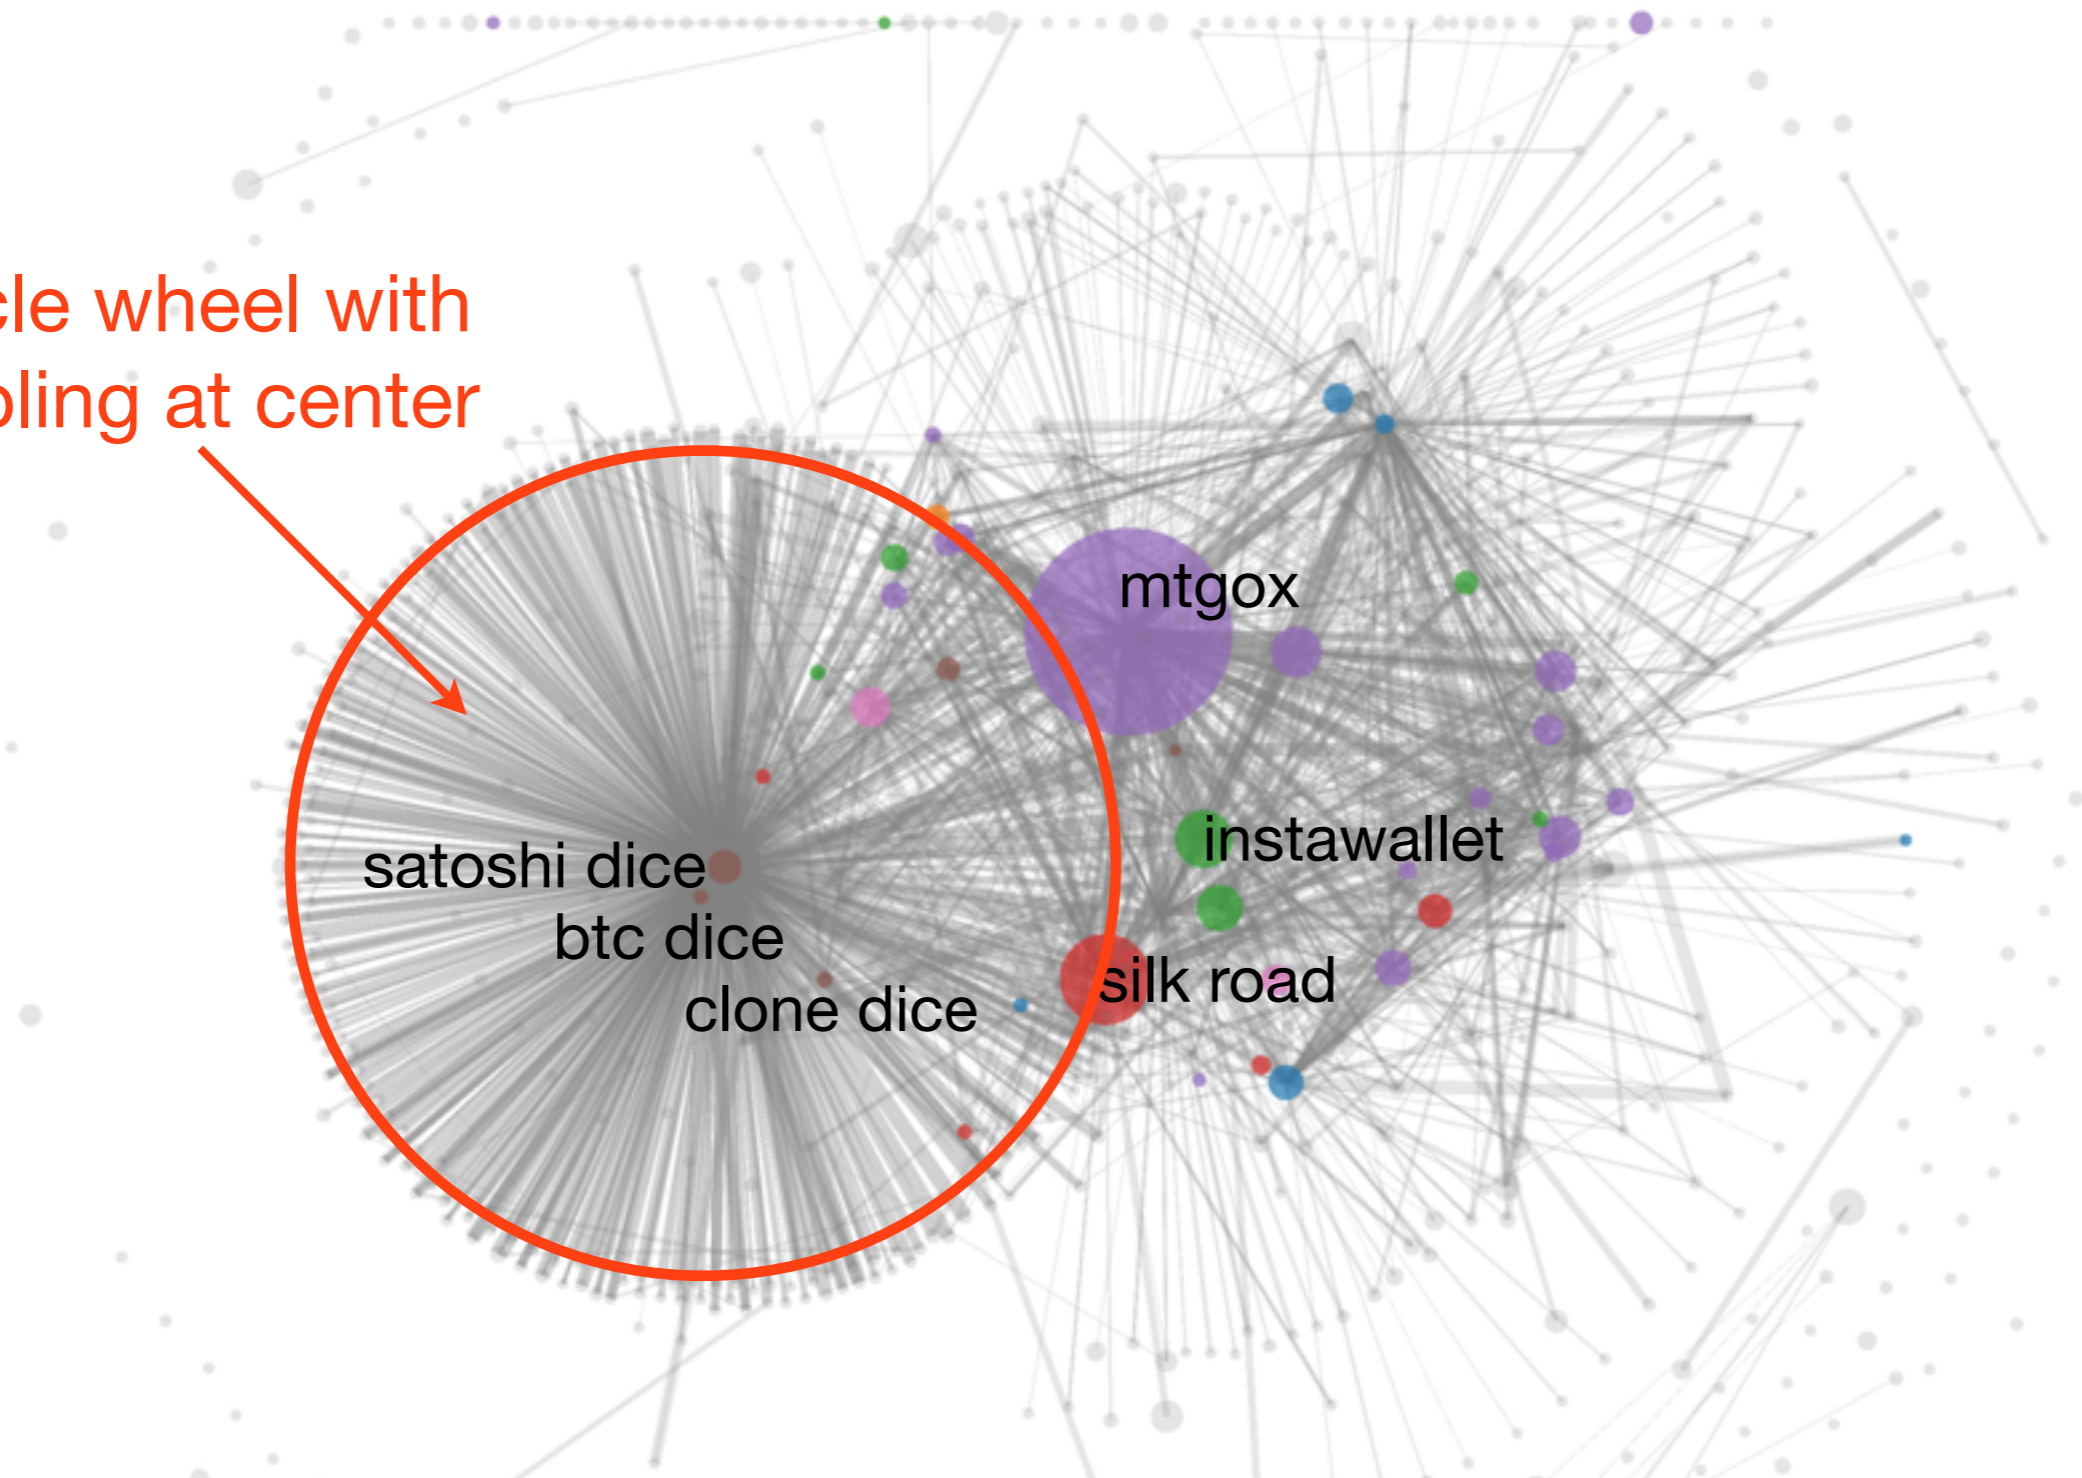 cle wheel with
bling at center
mtgox
instawallet
satoshi dice
btc dice
silk road
clone dice